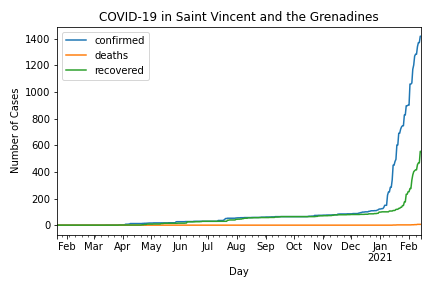 COVID-19 in Saint Vincent and the Grenadines
confirmed
deaths
recovered
Number of Cases
1400
1200
1000
800
600
400
200
0
Feb Mar Apr May Jun Jul Aug Sep Oct Nov Dec Jan Feb
2021
Day